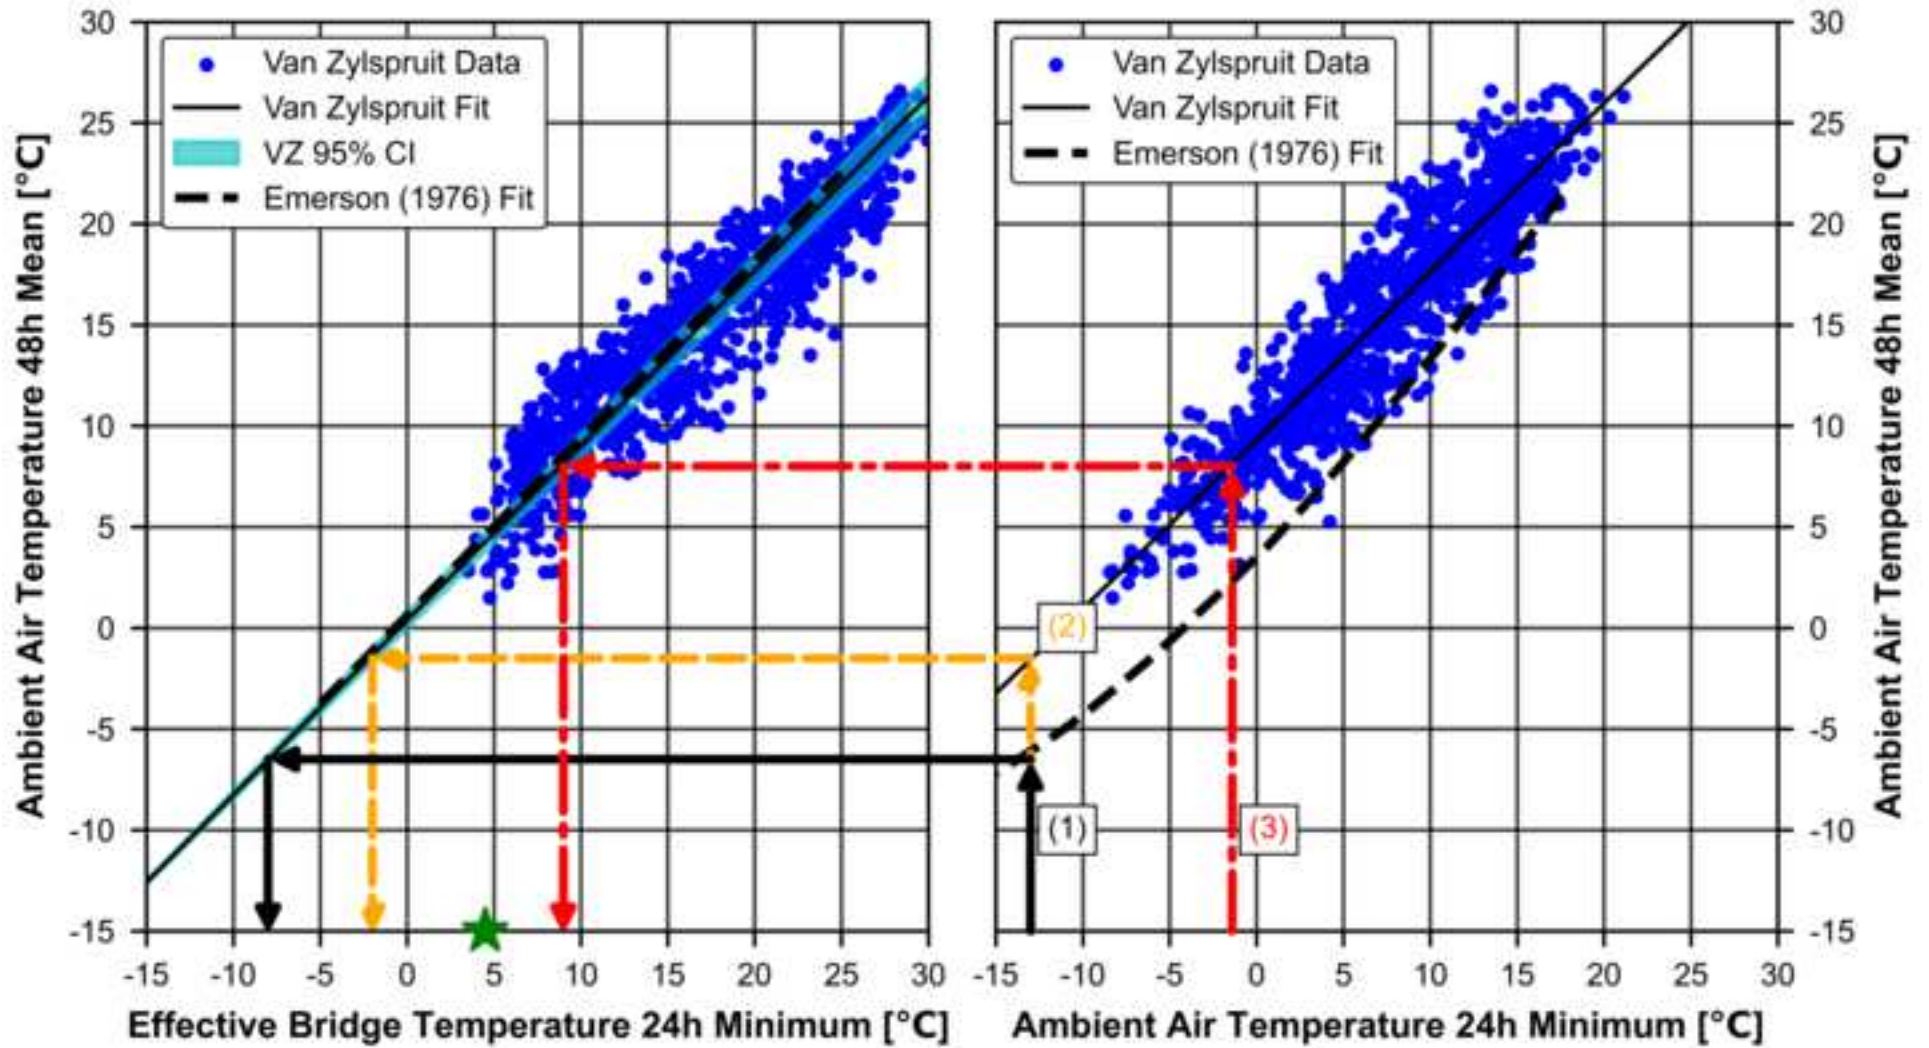 Ambient Air Temperature 48h Mean [°C]
30
25
20
15
10
5
0
-5
-10
-15
Van Zylspruit Data
Van Zylspruit Fit
VZ 95% CI
Emerson (1976) Fit
-15 -10 -5 0 5 10 15 20 25 30
Effective Bridge Temperature 24h Minimum [°C]
Van Zylspruit Data
Van Zylspruit Fit
Emerson (1976) Fit
(2)
(1)
(3)
-15 -10 -5 0 5 10 15 20 25 30
Ambient Air Temperature 24h Minimum [°C]
30
25
20
15
10
5
0
-5
-10
-15
Ambient Air Temperature 48h Mean [°C]